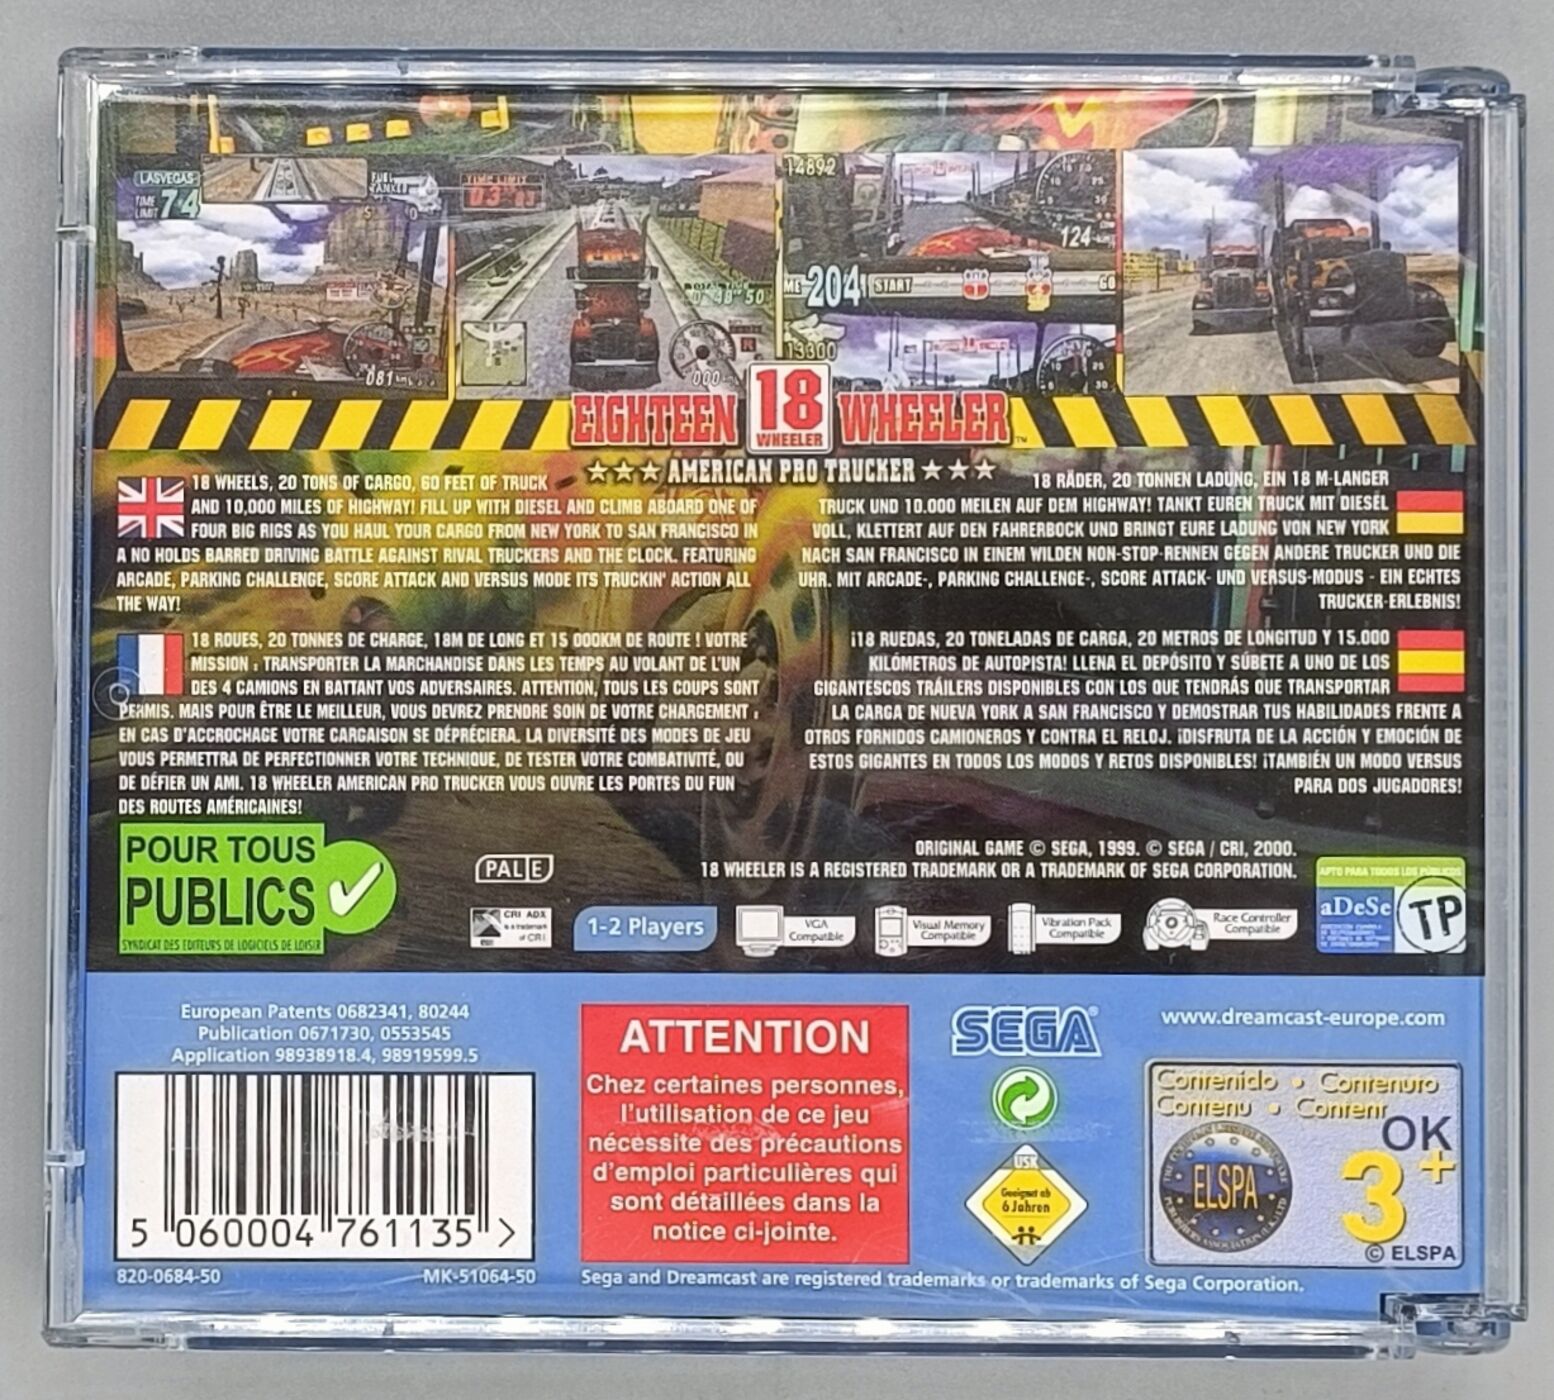 LASVEGAS
TIME LIMIT 74
081
TIME LIMIT
0'48"50
000
14892
124
204
START
GO
13300
EIGHTEEN 18 WHEELER WHEELER™
★★★ AMERICAN PRO TRUCKER ★★★
18 WHEELS, 20 TONS OF CARGO, 60 FEET OF TRUCK
AND 10,000 MILES OF HIGHWAY! FILL UP WITH DIESEL AND CLIMB ABOARD ONE OF
FOUR BIG RIGS AS YOU HAUL YOUR CARGO FROM NEW YORK TO SAN FRANCISCO IN
A NO HOLDS BARRED DRIVING BATTLE AGAINST RIVAL TRUCKERS AND THE CLOCK. FEATURING
ARCADE, PARKING CHALLENGE, SCORE ATTACK AND VERSUS MODE ITS TRUCKIN' ACTION ALL
THE WAY!
18 RÄDER, 20 TONNEN LADUNG, EIN 18 M-LANGER
TRUCK UND 10.000 MEILEN AUF DEM HIGHWAY! TANKT EUREN TRUCK MIT DIESEL
VOLL, KLETTERT AUF DEN FAHRERBOCK UND BRINGT EURE LADUNG VON NEW YORK
NACH SAN FRANCISCO IN EINEM WILDEN NON-STOP-RENNEN GEGEN ANDERE TRUCKER UND DIE
UHR. MIT ARCADE-, PARKING CHALLENGE-, SCORE ATTACK- UND VERSUS-MODUS - EIN ECHTES
TRUCKER-ERLEBNIS!
18 ROUES, 20 TONNES DE CHARGE, 18M DE LONG ET 15 000KM DE ROUTE ! VOTRE
MISSION : TRANSPORTER LA MARCHANDISE DANS LES TEMPS AU VOLANT DE L'UN
DES 4 CAMIONS EN BATTANT VOS ADVERSAIRES. ATTENTION, TOUS LES COUPS SONT
PERMIS. MAIS POUR ÊTRE LE MEILLEUR, VOUS DEVREZ PRENDRE SOIN DE VOTRE CHARGEMENT :
EN CAS D'ACCROCHAGE VOTRE CARGAISON SE DÉPRÉCIERA. LA DIVERSITÉ DES MODES DE JEU
VOUS PERMETTRA DE PERFECTIONNER VOTRE TECHNIQUE, DE TESTER VOTRE COMBATIVITÉ, OU
DE DÉFIER UN AMI. 18 WHEELER AMERICAN PRO TRUCKER VOUS OUVRE LES PORTES DU FUN
DES ROUTES AMÉRICAINES!
¡18 RUEDAS, 20 TONELADAS DE CARGA, 20 METROS DE LONGITUD Y 15.000
KILÓMETROS DE AUTOPISTA! LLENA EL DEPÓSITO Y SÚBETE A UNO DE LOS
GIGANTESCOS TRÁILERS DISPONIBLES CON LOS QUE TENDRÁS QUE TRANSPORTAR
LA CARGA DE NUEVA YORK A SAN FRANCISCO Y DEMOSTRAR TUS HABILIDADES FRENTE A
OTROS FORNIDOS CAMIONEROS Y CONTRA EL RELOJ. ¡DISFRUTA DE LA ACCIÓN Y EMOCIÓN DE
ESTOS GIGANTES EN TODOS LOS MODOS Y RETOS DISPONIBLES! ¡TAMBIÉN UN MODO VERSUS
PARA DOS JUGADORES!
POUR TOUS
PUBLICS
SYNDICAT DES EDITEURS DE LOGICIELS DE LOISIR
PAL E
ORIGINAL GAME © SEGA, 1999. © SEGA / CRI, 2000.
18 WHEELER IS A REGISTERED TRADEMARK OR A TRADEMARK OF SEGA CORPORATION.
CRI ADX
is a trademark
of CRI
1-2 Players
VGA
Compatible
Visual Memory
Compatible
Vibration Pack
Compatible
Race Controller
Compatible
APTO PARA TODOS LOS PÚBLICOS
aDeSe
TP
European Patents 0682341, 80244
Publication 0671730, 0553545
Application 98938918.4, 98919599.5
5 060004 761135 >
820-0684-50
MK-51064-50
ATTENTION
Chez certaines personnes,
l'utilisation de ce jeu
nécessite des précautions
d'emploi particulières qui
sont détaillées dans la
notice ci-jointe.
SEGA®
USK
Geeignet ab
6 Jahren
www.dreamcast-europe.com
Contenido • Contenuto
Contenu • Content
OK
3+
ELSPA
© ELSPA
Sega and Dreamcast are registered trademarks or trademarks of Sega Corporation.